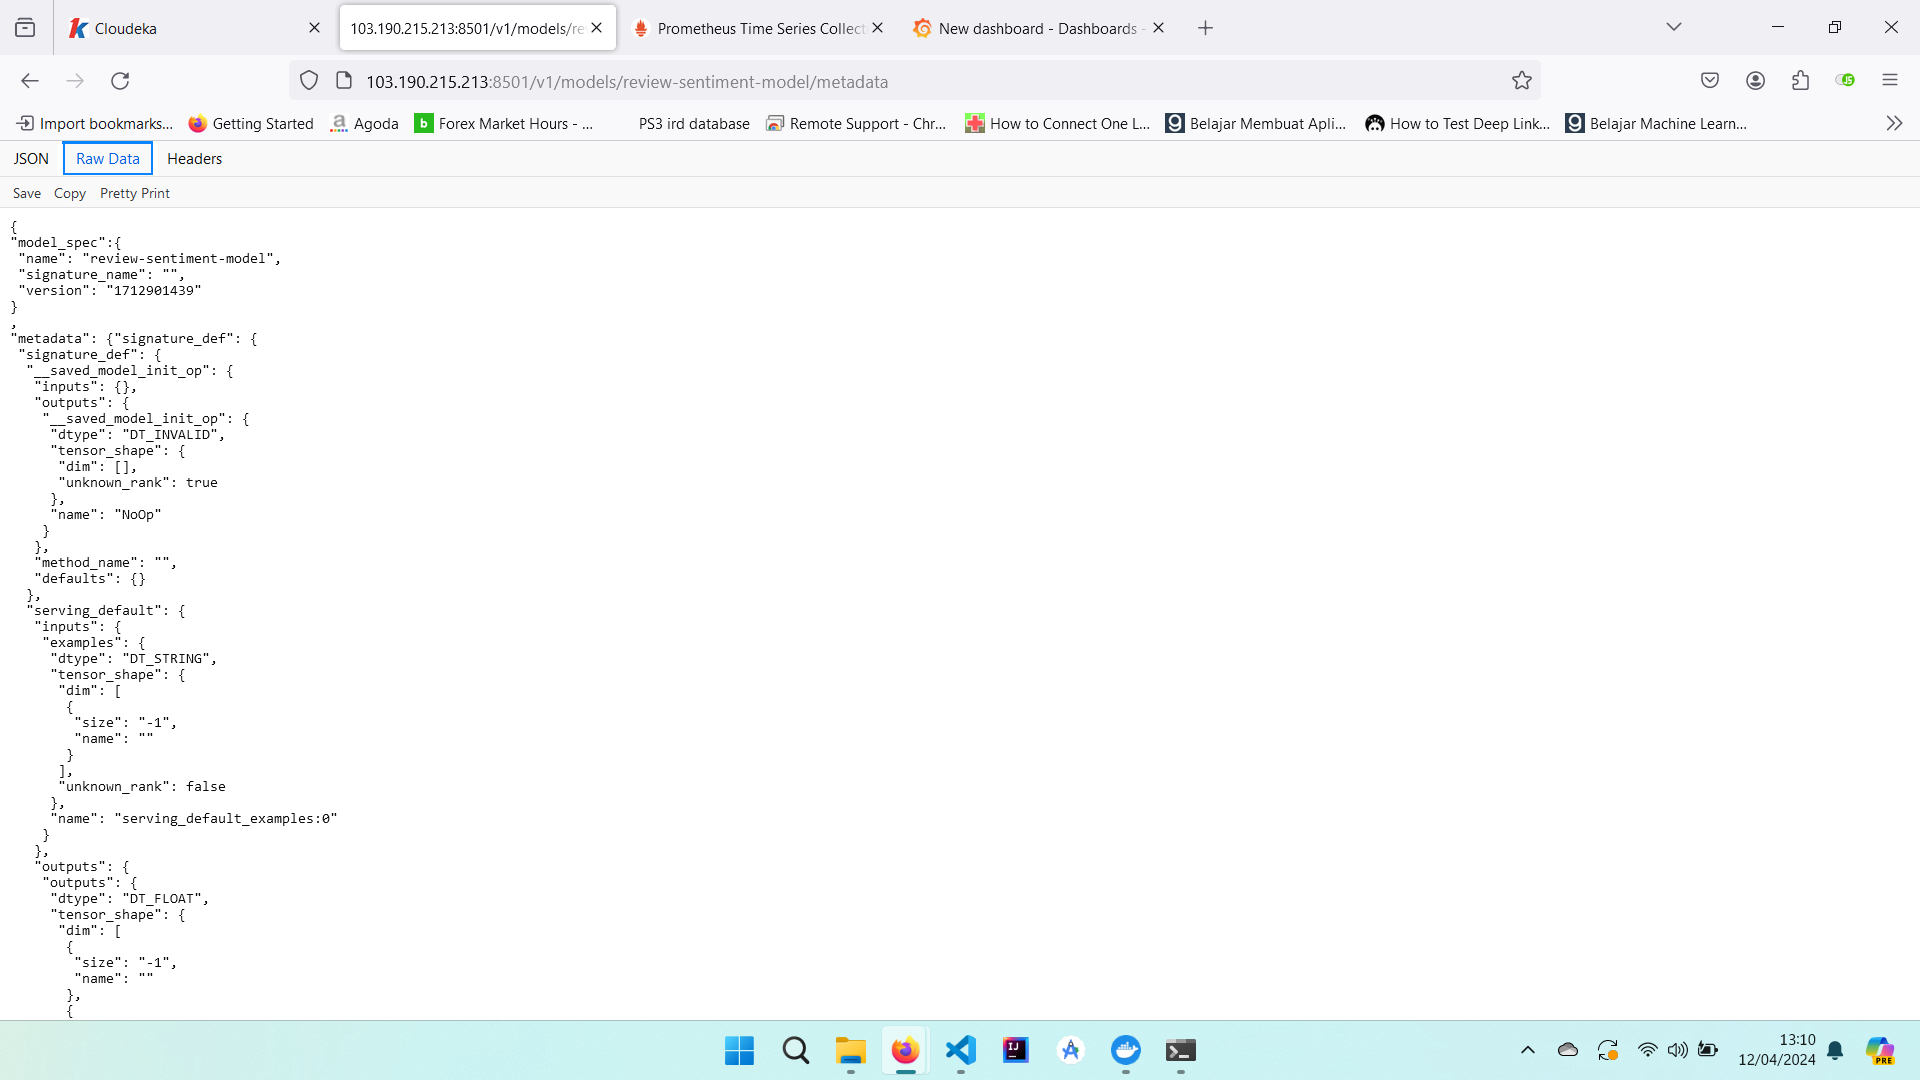 Cloudeka
103.190.215.213:8501/v1/models/re
Prometheus Time Series Collect
New dashboard - Dashboards -
103.190.215.213:8501/v1/models/review-sentiment-model/metadata
Import bookmarks...
Getting Started
Agoda
Forex Market Hours - ...
PS3 ird database
Remote Support - Chr...
How to Connect One L...
Belajar Membuat Apli...
How to Test Deep Link...
Belajar Machine Learn...
JSON
Raw Data
Headers
Save
Copy
Pretty Print
{
"model_spec":{
"name": "review-sentiment-model",
"signature_name": "",
"version": "1712901439"
}
,
"metadata": {"signature_def": {
"signature_def": {
"__saved_model_init_op": {
"inputs": {},
"outputs": {
"__saved_model_init_op": {
"dtype": "DT_INVALID",
"tensor_shape": {
"dim": [],
"unknown_rank": true
},
"name": "NoOp"
}
},
"method_name": "",
"defaults": {}
},
"serving_default": {
"inputs": {
"examples": {
"dtype": "DT_STRING",
"tensor_shape": {
"dim": [
{
"size": "-1",
"name": ""
}
],
"unknown_rank": false
},
"name": "serving_default_examples:0"
}
},
"outputs": {
"outputs": {
"dtype": "DT_FLOAT",
"tensor_shape": {
"dim": [
{
"size": "-1",
"name": ""
},
{
13:10
12/04/2024